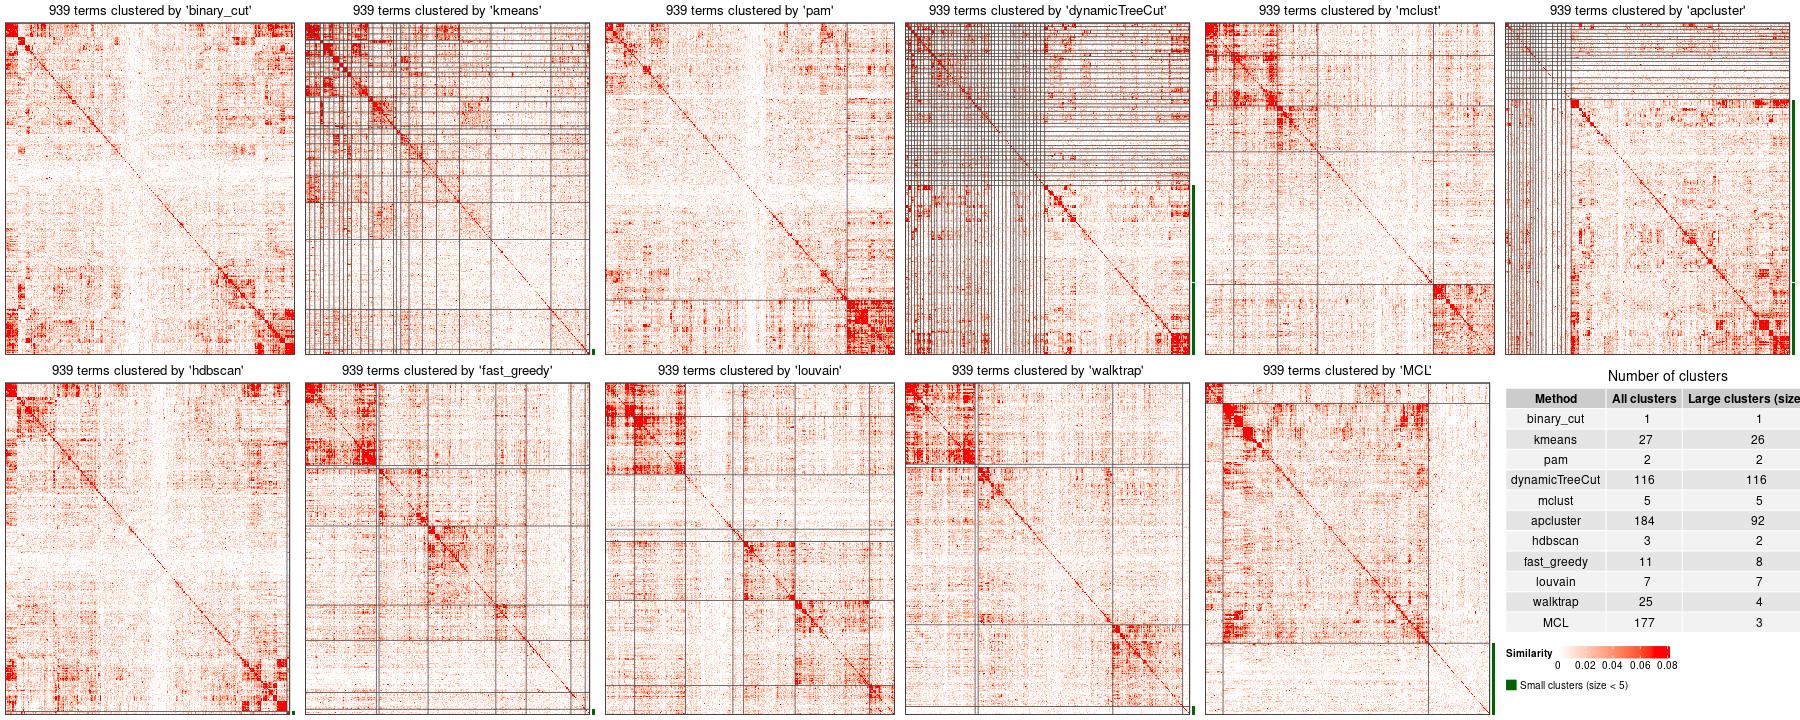 939 terms clustered by 'binary_cut'
939 terms clustered by 'kmeans'
939 terms clustered by 'pam'
939 terms clustered by 'dynamicTreeCut'
939 terms clustered by 'mclust'
939 terms clustered by 'apcluster'
939 terms clustered by 'hdbscan'
939 terms clustered by 'fast_greedy'
939 terms clustered by 'louvain'
939 terms clustered by 'walktrap'
939 terms clustered by 'MCL'
Number of clusters
Method All clusters Large clusters (size
binary_cut 1 1
kmeans 27 26
pam 2 2
dynamicTreeCut 116 116
mclust 5 5
apcluster 184 92
hdbscan 3 2
fast_greedy 11 8
louvain 7 7
walktrap 25 4
MCL 177 3
Similarity
0 0.02 0.04 0.06 0.08
Small clusters (size < 5)